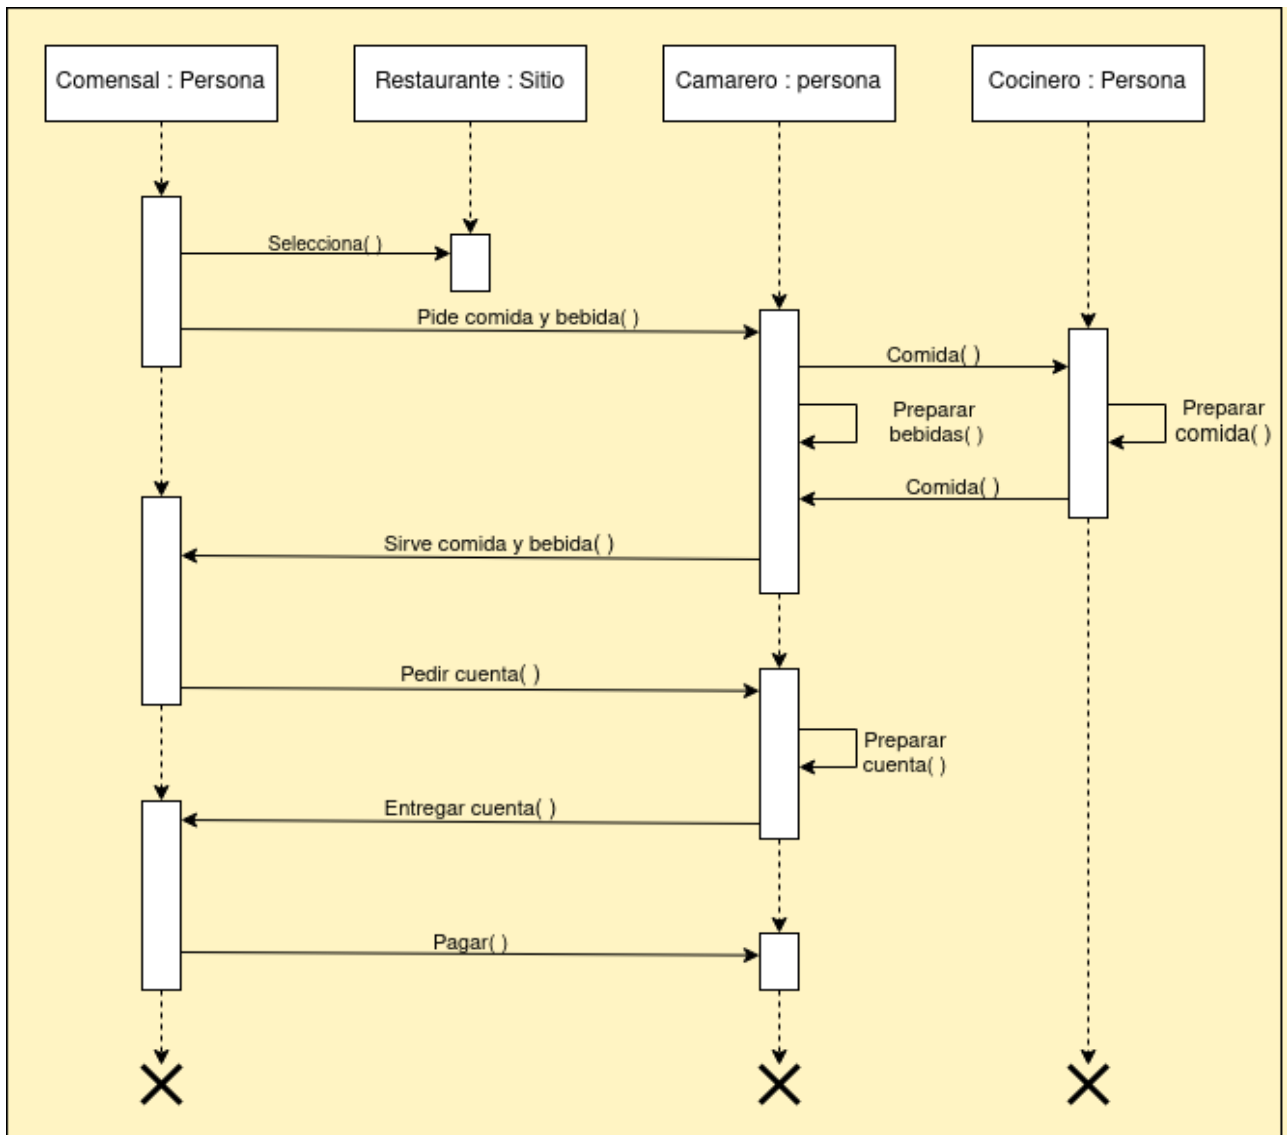 Comensal : Persona
Restaurante : Sitio
Camarero : persona
Cocinero : Persona
Selecciona( )
Pide comida y bebida( )
Comida( )
Preparar
bebidas( )
Preparar
comida( )
Comida( )
Sirve comida y bebida( )
Pedir cuenta( )
Preparar
cuenta( )
Entregar cuenta( )
Pagar( )